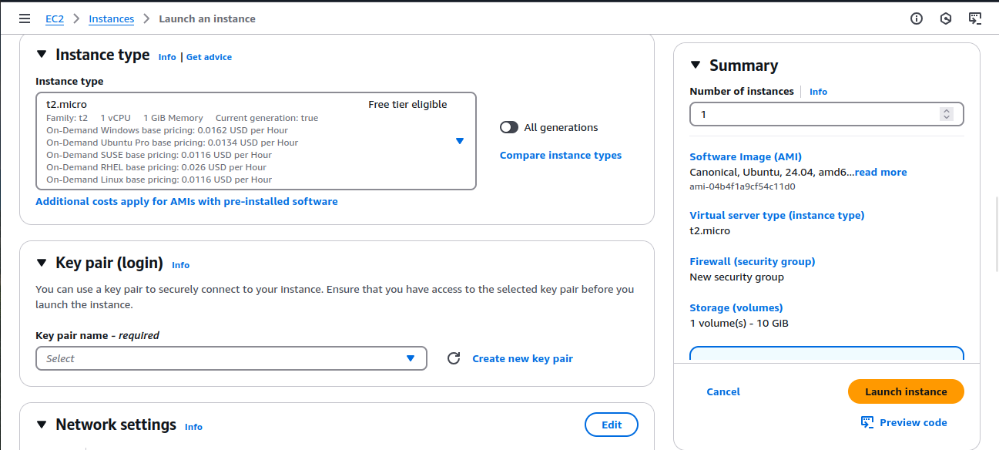 EC2 > Instances > Launch an instance
Instance type Info | Get advice
Instance type
t2.micro Free tier eligible
Family: t2 1 vCPU 1 GiB Memory Current generation: true
On-Demand Windows base pricing: 0.0162 USD per Hour
On-Demand Ubuntu Pro base pricing: 0.0134 USD per Hour
On-Demand SUSE base pricing: 0.0116 USD per Hour
On-Demand RHEL base pricing: 0.026 USD per Hour
On-Demand Linux base pricing: 0.0116 USD per Hour
All generations
Compare instance types
Additional costs apply for AMIs with pre-installed software
Key pair (login) Info
You can use a key pair to securely connect to your instance. Ensure that you have access to the selected key pair before you
launch the instance.
Key pair name - required
Select
Create new key pair
Network settings Info
Edit
Summary
Number of instances Info
1
Software Image (AMI)
Canonical, Ubuntu, 24.04, amd6...read more
ami-04b4f1a9cf54c11d0
Virtual server type (instance type)
t2.micro
Firewall (security group)
New security group
Storage (volumes)
1 volume(s) - 10 GiB
Cancel
Launch instance
Preview code